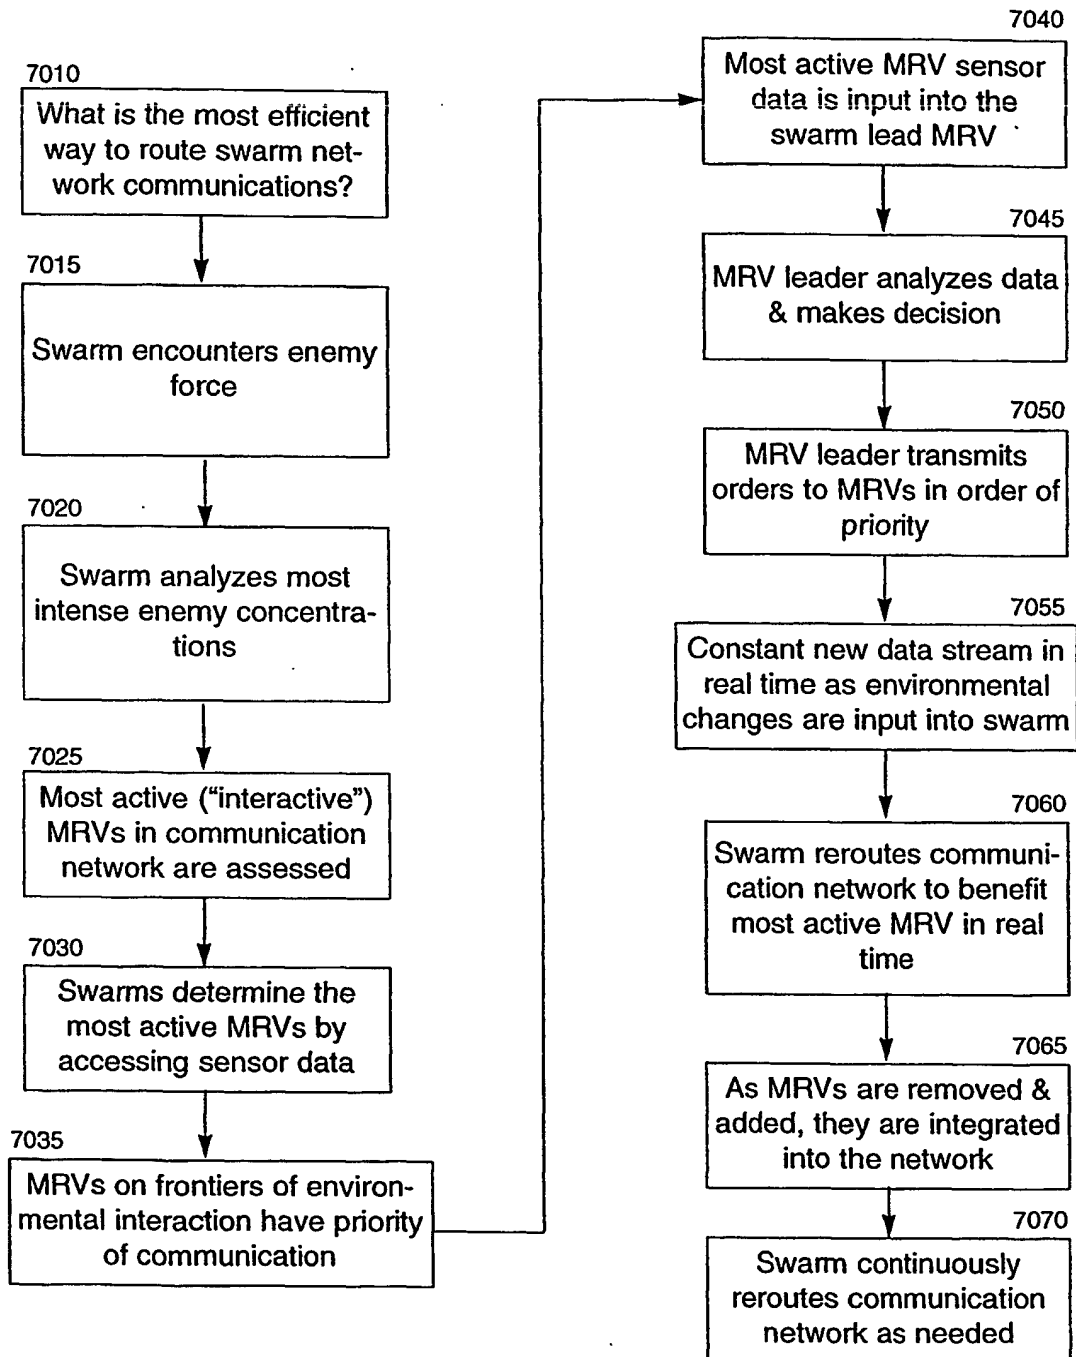 7010
What is the most efficient
way to route swarm net-
work communications?
7015
Swarm encounters enemy
force
7020
Swarm analyzes most
intense enemy concentra-
tions
7025
Most active (“interactive”)
MRVs in communication
network are assessed
7030
Swarms determine the
most active MRVs by
accessing sensor data
7035
MRVs on frontiers of environ-
mental interaction have priority
of communication
7040
Most active MRV sensor
data is input into the
swarm lead MRV
7045
MRV leader analyzes data
& makes decision
7050
MRV leader transmits
orders to MRVs in order of
priority
7055
Constant new data stream in
real time as environmental
changes are input into swarm
7060
Swarm reroutes communi-
cation network to benefit
most active MRV in real
time
7065
As MRVs are removed &
added, they are integrated
into the network
7070
Swarm continuously
reroutes communication
network as needed